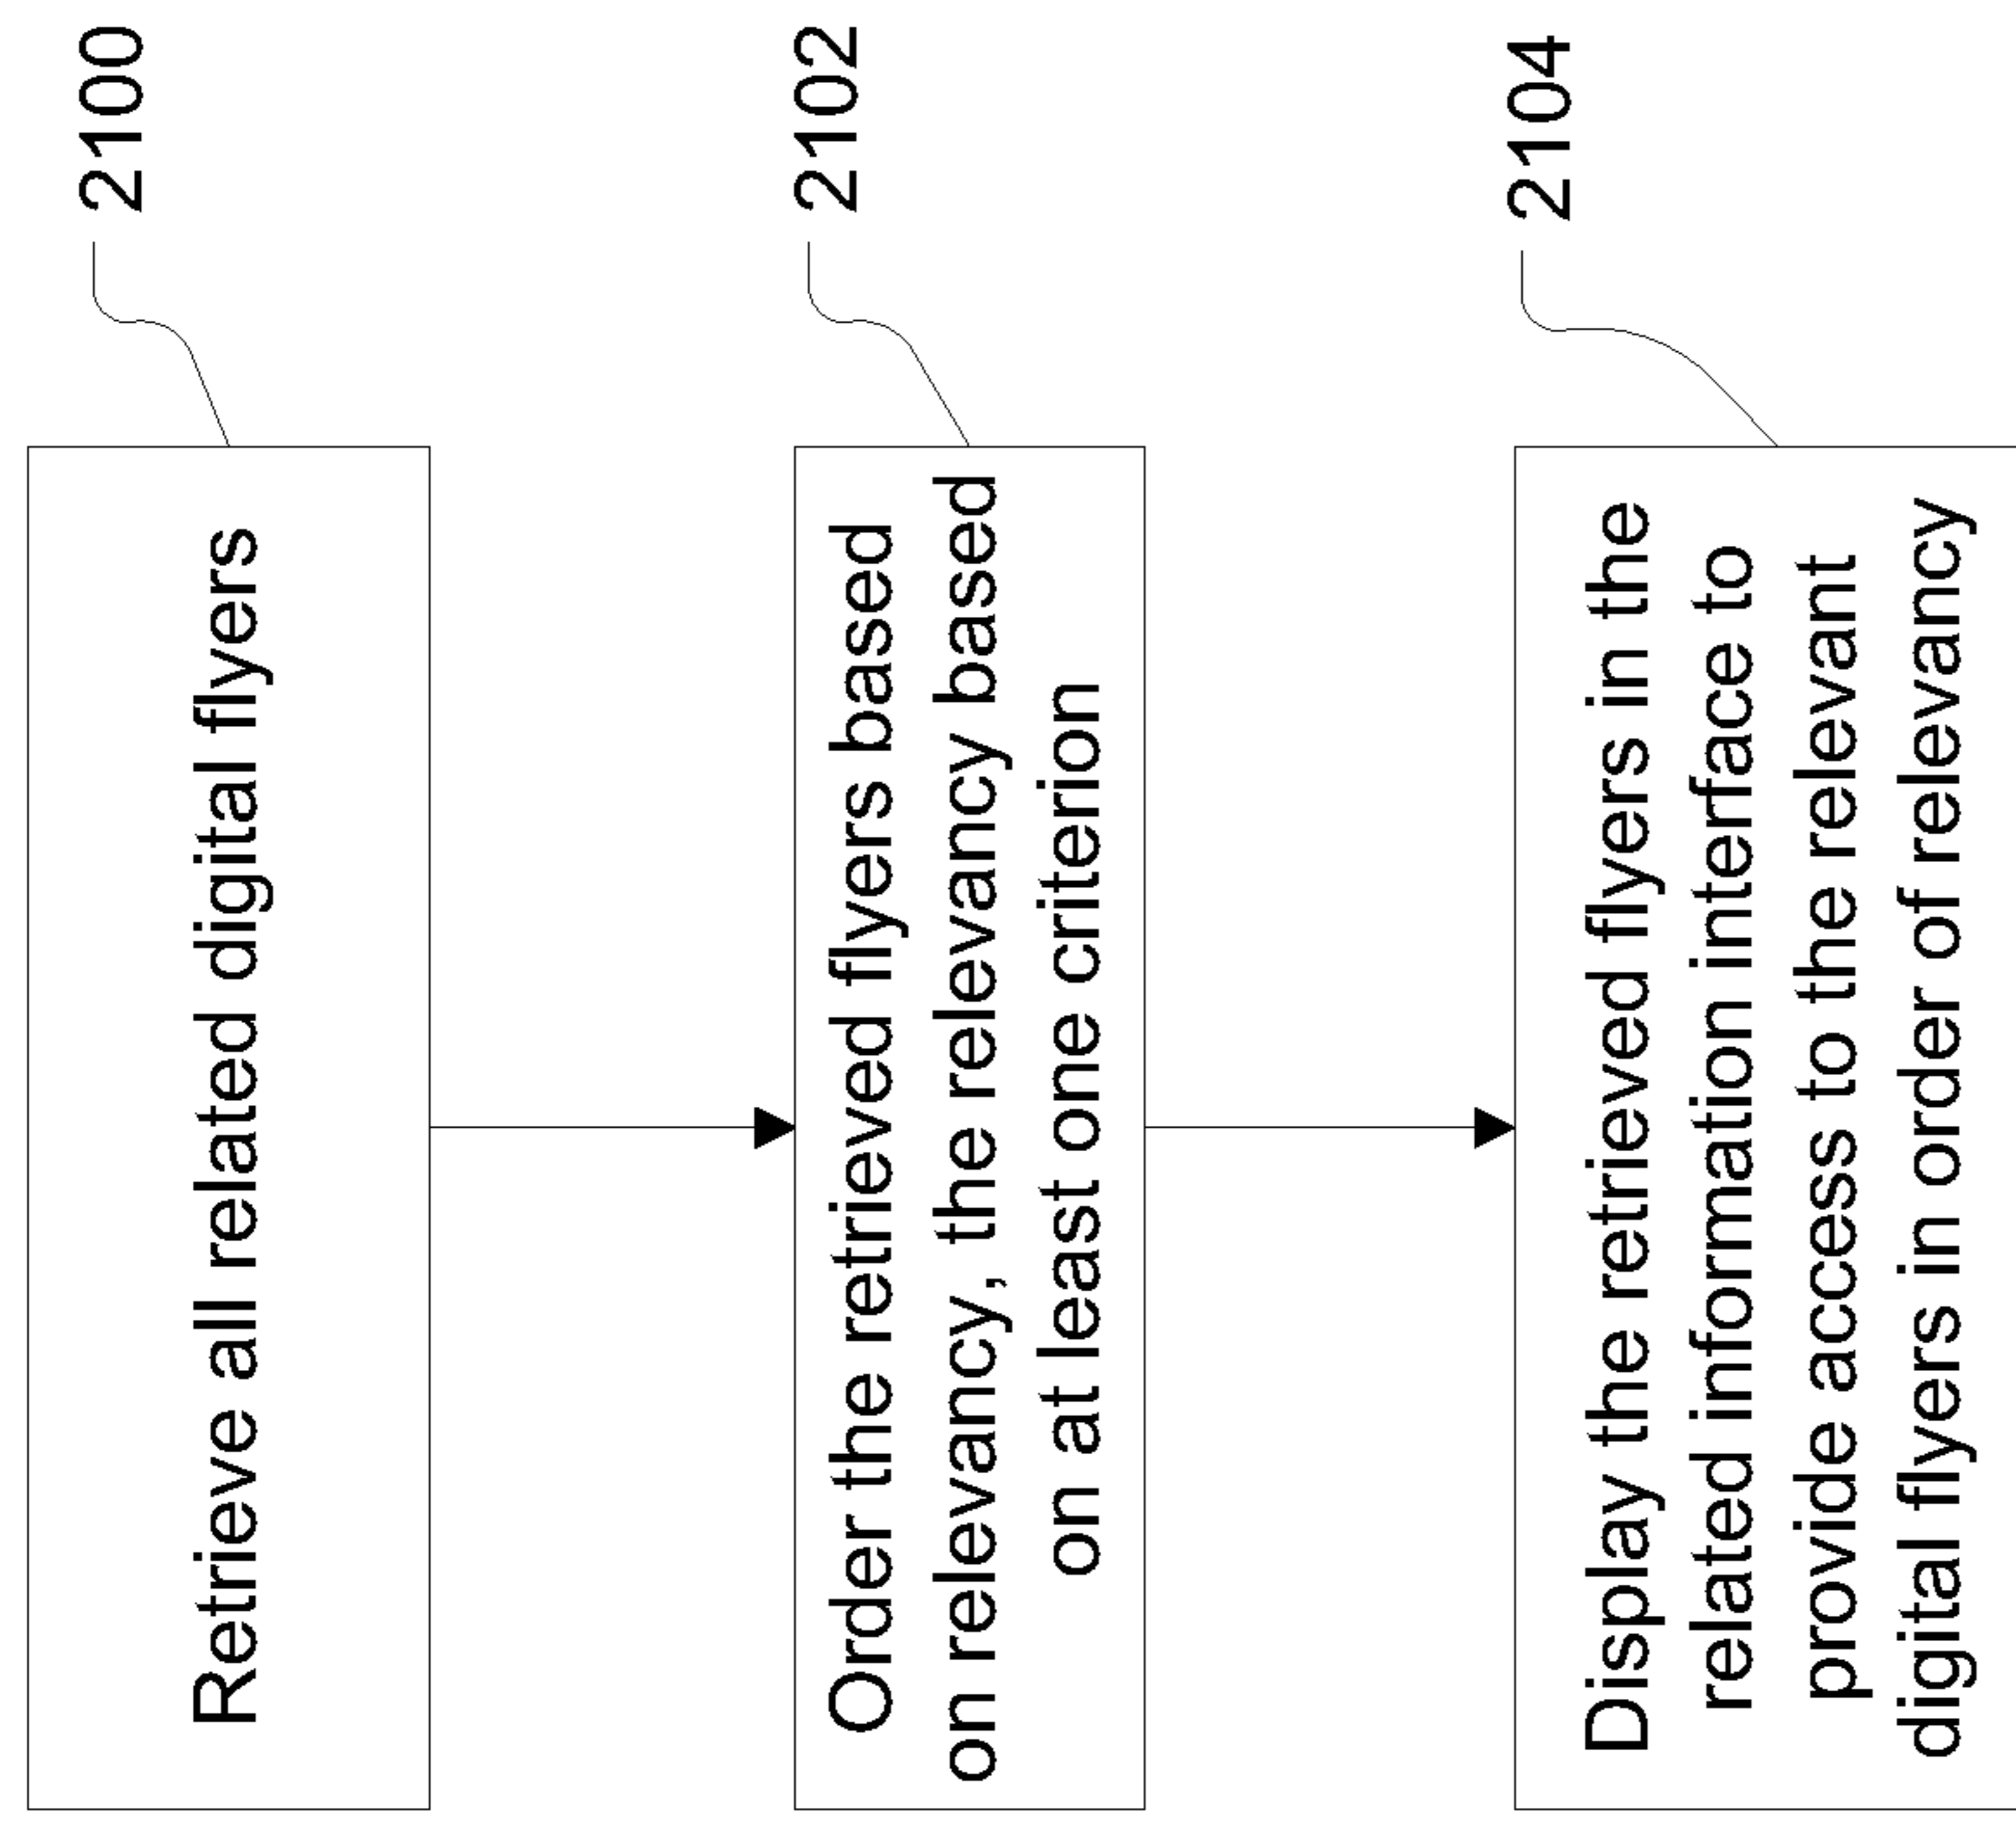 Retrieve all related digital flyers
2100
Order the retrieved flyers based
on relevancy, the relevancy based
on at least one criterion
2102
Display the retrieved flyers in the
related information interface to
provide access to the relevant
digital flyers in order of relevancy
2104